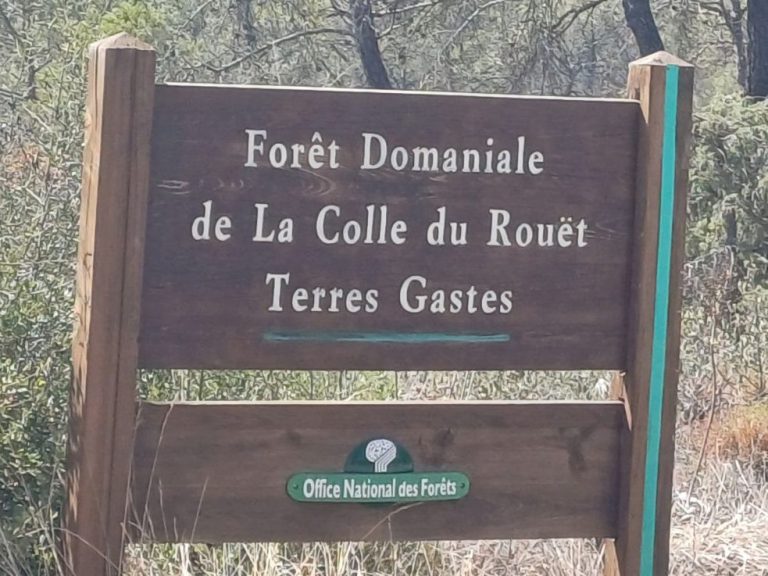 Forêt Domaniale
de La Colle du Rouët
Terres Gastes
Office National des Forêts